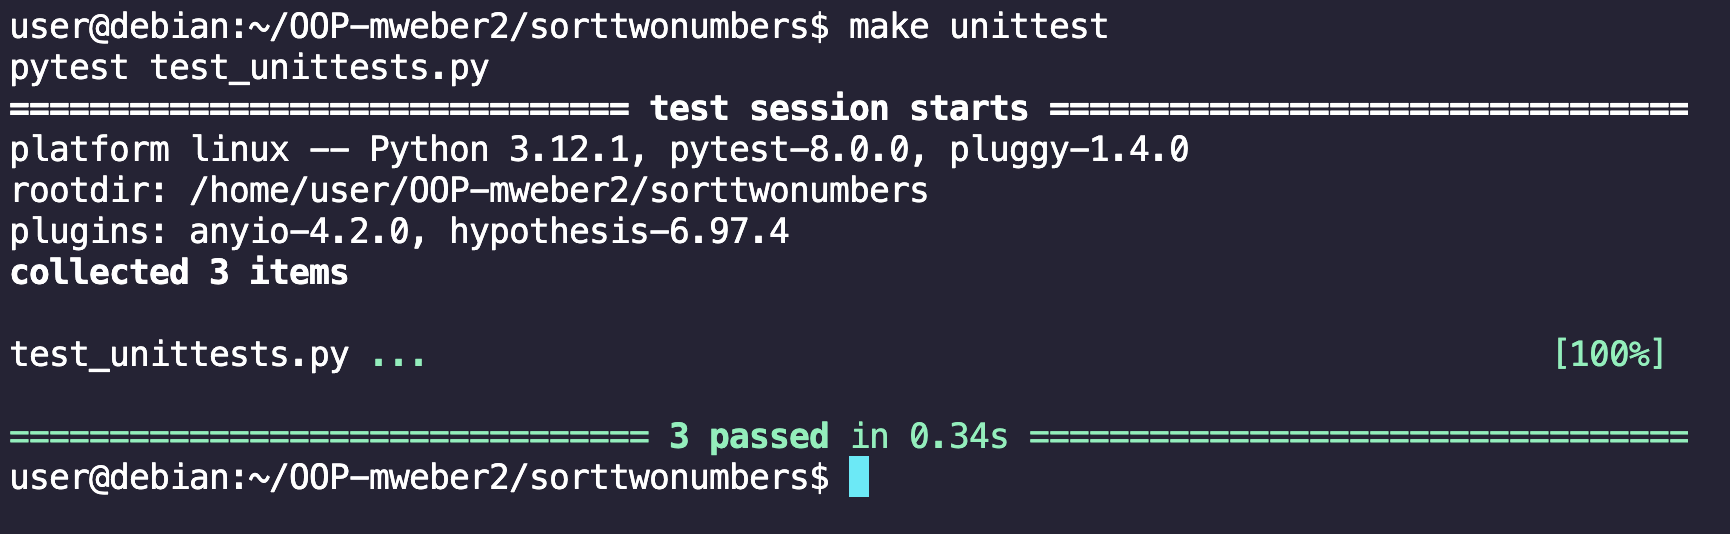 user@debian:~/OOP-mweber2/sorttwonumbers$ make unittest
pytest test_unittests.py
=============================== test session starts ================================
platform linux -- Python 3.12.1, pytest-8.0.0, pluggy-1.4.0
rootdir: /home/user/OOP-mweber2/sorttwonumbers
plugins: anyio-4.2.0, hypothesis-6.97.4
collected 3 items
test_unittests.py ... [100%]
================================ 3 passed in 0.34s =================================
user@debian:~/OOP-mweber2/sorttwonumbers$